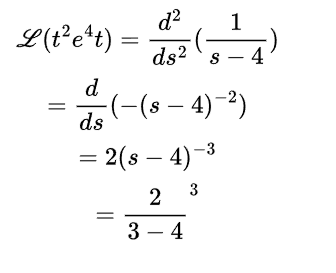 ℒ(t²e⁴t) = d²/ds² (1/(s − 4))
= d/ds (−(s − 4)⁻²)
= 2(s − 4)⁻³
= 2/(3 − 4) ³